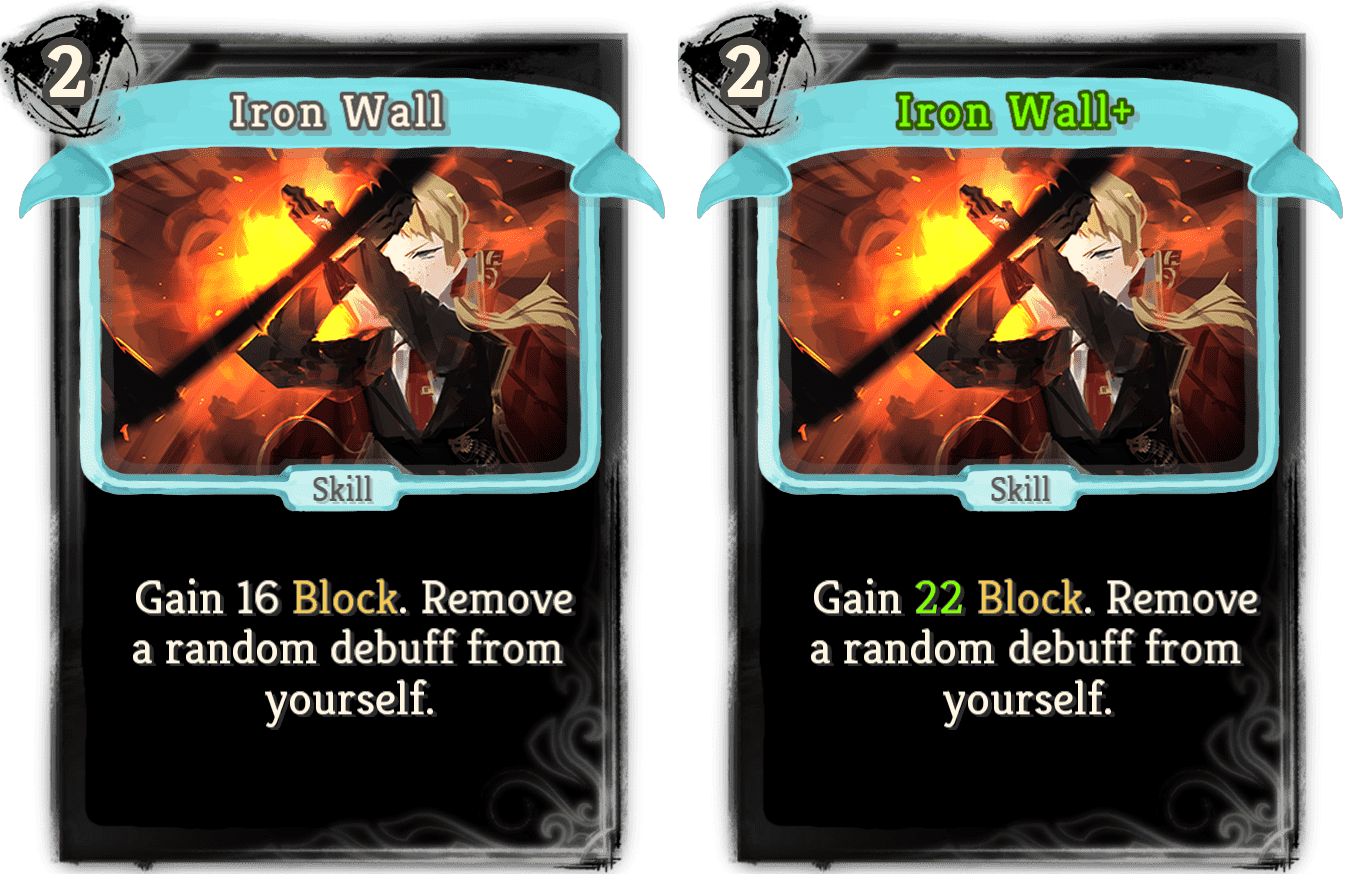 2
Iron Wall
Skill
Gain 16 Block. Remove
a random debuff from
yourself.
2
Iron Wall+
Skill
Gain 22 Block. Remove
a random debuff from
yourself.